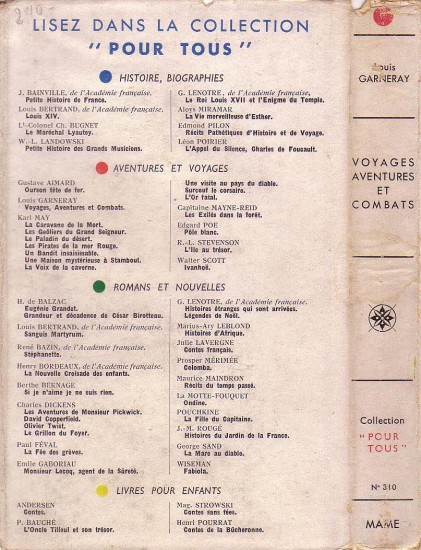 LISEZ DANS LA COLLECTION
"POUR TOUS"
HISTOIRE, BIOGRAPHIES
J. BAINVILLE, de l'Académie française.
Petite Histoire de France.
Louis BERTRAND, de l'Académie française.
Louis XIV.
Lt-Colonel Ch. BUGNET
Le Maréchal Lyautey.
W.-L. LANDOWSKI
Petite Histoire des Grands Musiciens.
G. LENOTRE, de l'Académie française.
Le Roi Louis XVII et l'Enigme du Temple.
Aloys MIRAMAR
La Vie merveilleuse d'Esther.
Edmond PILON
Récits Pathétiques d'Histoire et de Voyage.
Léon POIRIER
L'Appel du Silence, Charles de Foucault.
AVENTURES ET VOYAGES
Gustave AIMARD
Ourson tête de fer.
Louis GARNERAY
Voyages, Aventures et Combats.
Karl MAY
La Caravane de la Mort.
Les Geôliers du Grand Seigneur.
Le Paladin du désert.
Les Pirates de la mer Rouge.
Un Bandit insaisissable.
Une Maison mystérieuse à Stamboul.
La Voix de la caverne.
Une visite au pays du diable.
Surcouf le corsaire.
L'Or fatal.
Capitaine MAYNE-REID
Les Exilés dans la forêt.
Edgard POE
Pôle blanc.
R.-L. STEVENSON
L'Ile au trésor.
Walter SCOTT
Ivanhoë.
ROMANS ET NOUVELLES
H. de BALZAC
Eugénie Grandet.
Grandeur et décadence de César Birotteau.
Louis BERTRAND, de l'Académie française.
Sanguis Martyrum.
René BAZIN, de l'Académie française.
Stéphanette.
Henry BORDEAUX, de l'Académie française.
La Nouvelle Croisade des enfants.
Berthe BERNAGE
Si je n'aime je ne suis rien.
Charles DICKENS
Les Aventures de Monsieur Pickwick.
David Copperfield.
Olivier Twist.
Le Grillon du Foyer.
Paul FÉVAL
La Fée des grèves.
Emile GABORIAU
Monsieur Lecoq, agent de la Sûreté.
G. LENOTRE, de l'Académie française.
Histoires étranges qui sont arrivées.
Légendes de Noël.
Marius-Ary LEBLOND
Histoires d'Afrique.
Julie LAVERGNE
Contes français.
Prosper MÉRIMÉE
Colomba.
Maurice MAINDRON
Récits du temps passé.
La MOTTE-FOUQUET
Ondine.
POUCHKINE
La Fille du Capitaine.
J.-M. ROUGÉ
Histoires du Jardin de la France.
George SAND
La Mare au diable.
WISEMAN
Fabiola.
LIVRES POUR ENFANTS
ANDERSEN
Contes.
P. BAUCHÉ
L'Oncle Tilloul et son trésor.
Mag. STROWSKI
Contes sans fées.
Henri POURRAT
Contes de la Bûcheronne.
Louis
GARNERAY
VOYAGES
AVENTURES
ET
COMBATS
Collection
"POUR
TOUS"
N° 310
MAME